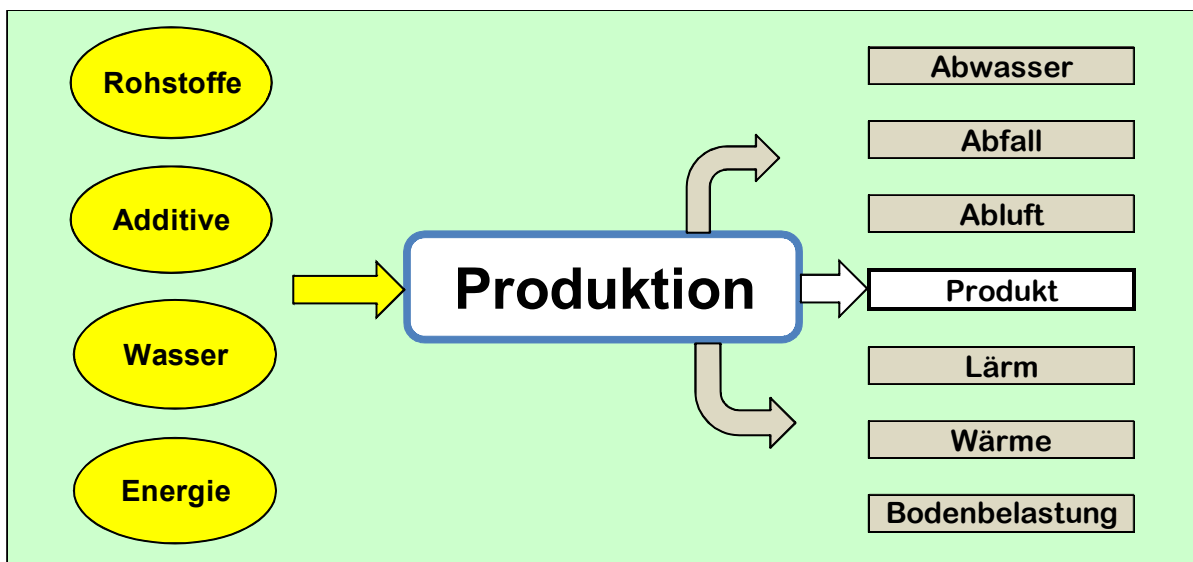 Rohstoffe
Additive
Wasser
Energie
Produktion
Abwasser
Abfall
Abluft
Produkt
Lärm
Wärme
Bodenbelastung